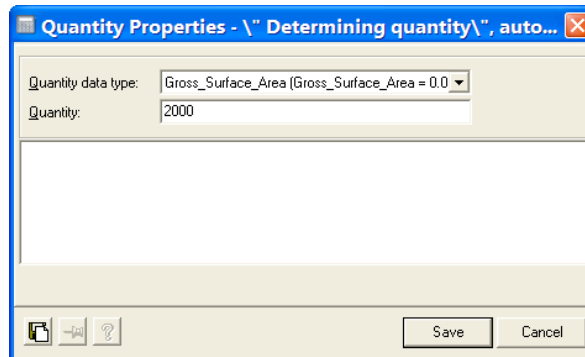 Quantity Properties - \" Determining quantity\", auto...
Quantity data type: Gross_Surface_Area (Gross_Surface_Area = 0.0
Quantity: 2000
Save Cancel